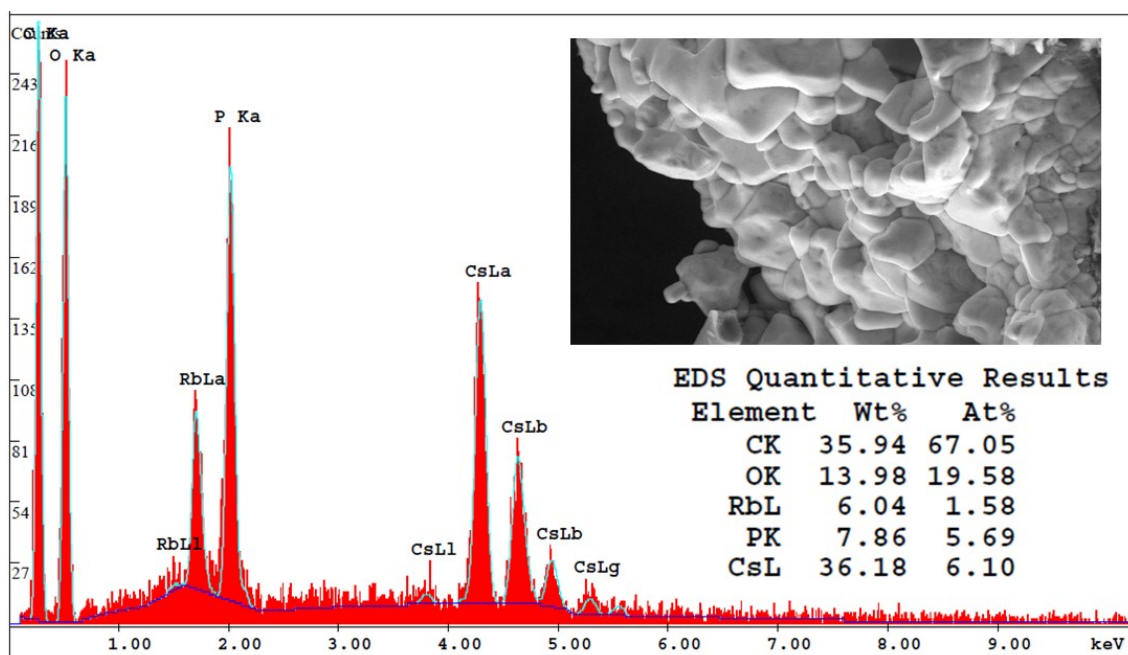 C Ka
O Ka
243
P Ka
216
189
162
CsLa
135
RbLa
108
CsLb
81
54
RbLl
CsLl
CsLb
CsLg
27
1.00 2.00 3.00 4.00 5.00 6.00 7.00 8.00 9.00 keV
EDS Quantitative Results
Element Wt% At%
CK 35.94 67.05
OK 13.98 19.58
RbL 6.04 1.58
PK 7.86 5.69
CsL 36.18 6.10